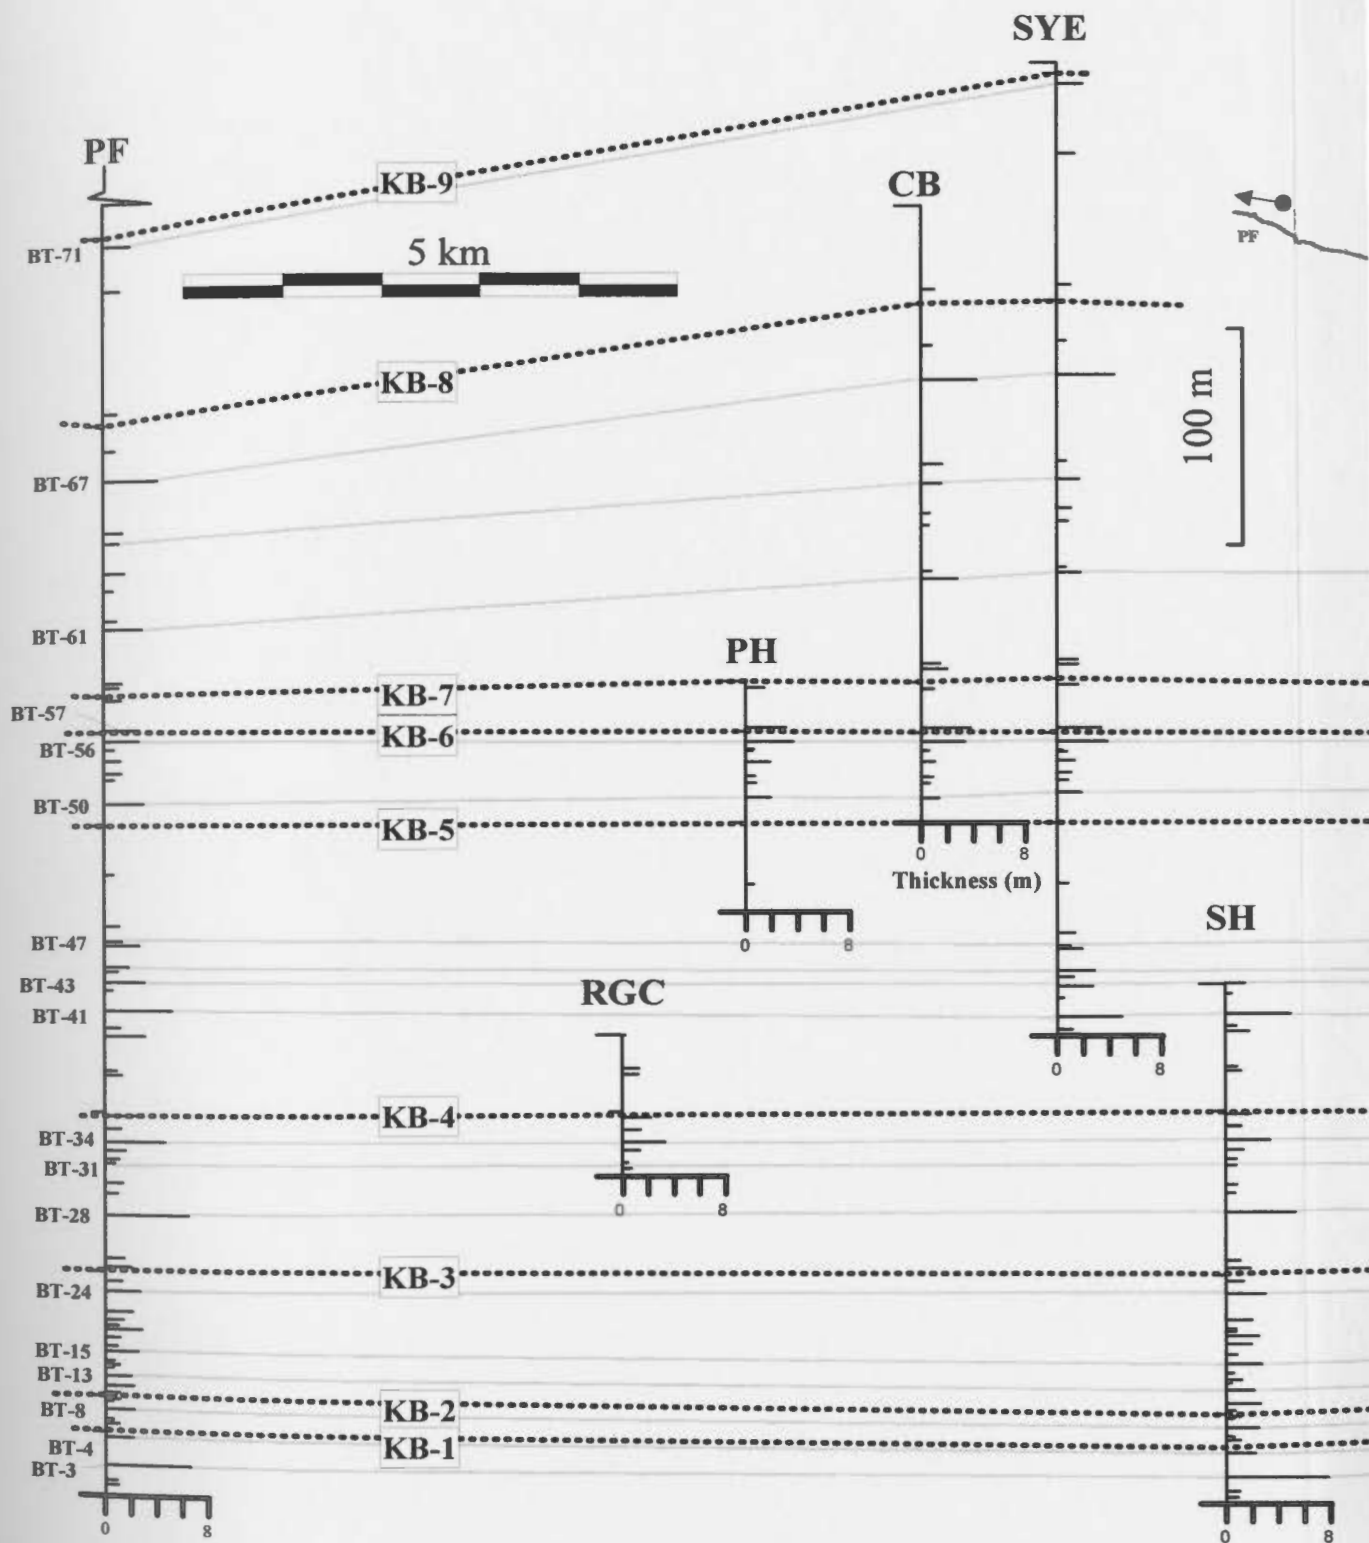 SYE
PF
KB-9
CB
PF
5 km
BT-71
KB-8
100 m
BT-67
BT-61
PH
KB-7
BT-57
KB-6
BT-56
BT-50
KB-5
0 8
Thickness (m)
SH
BT-47
0 8
BT-43
RGC
BT-41
0 8
KB-4
BT-34
BT-31
0 8
BT-28
KB-3
BT-24
BT-15
BT-13
KB-2
BT-8
KB-1
BT-4
BT-3
0 8
0 8